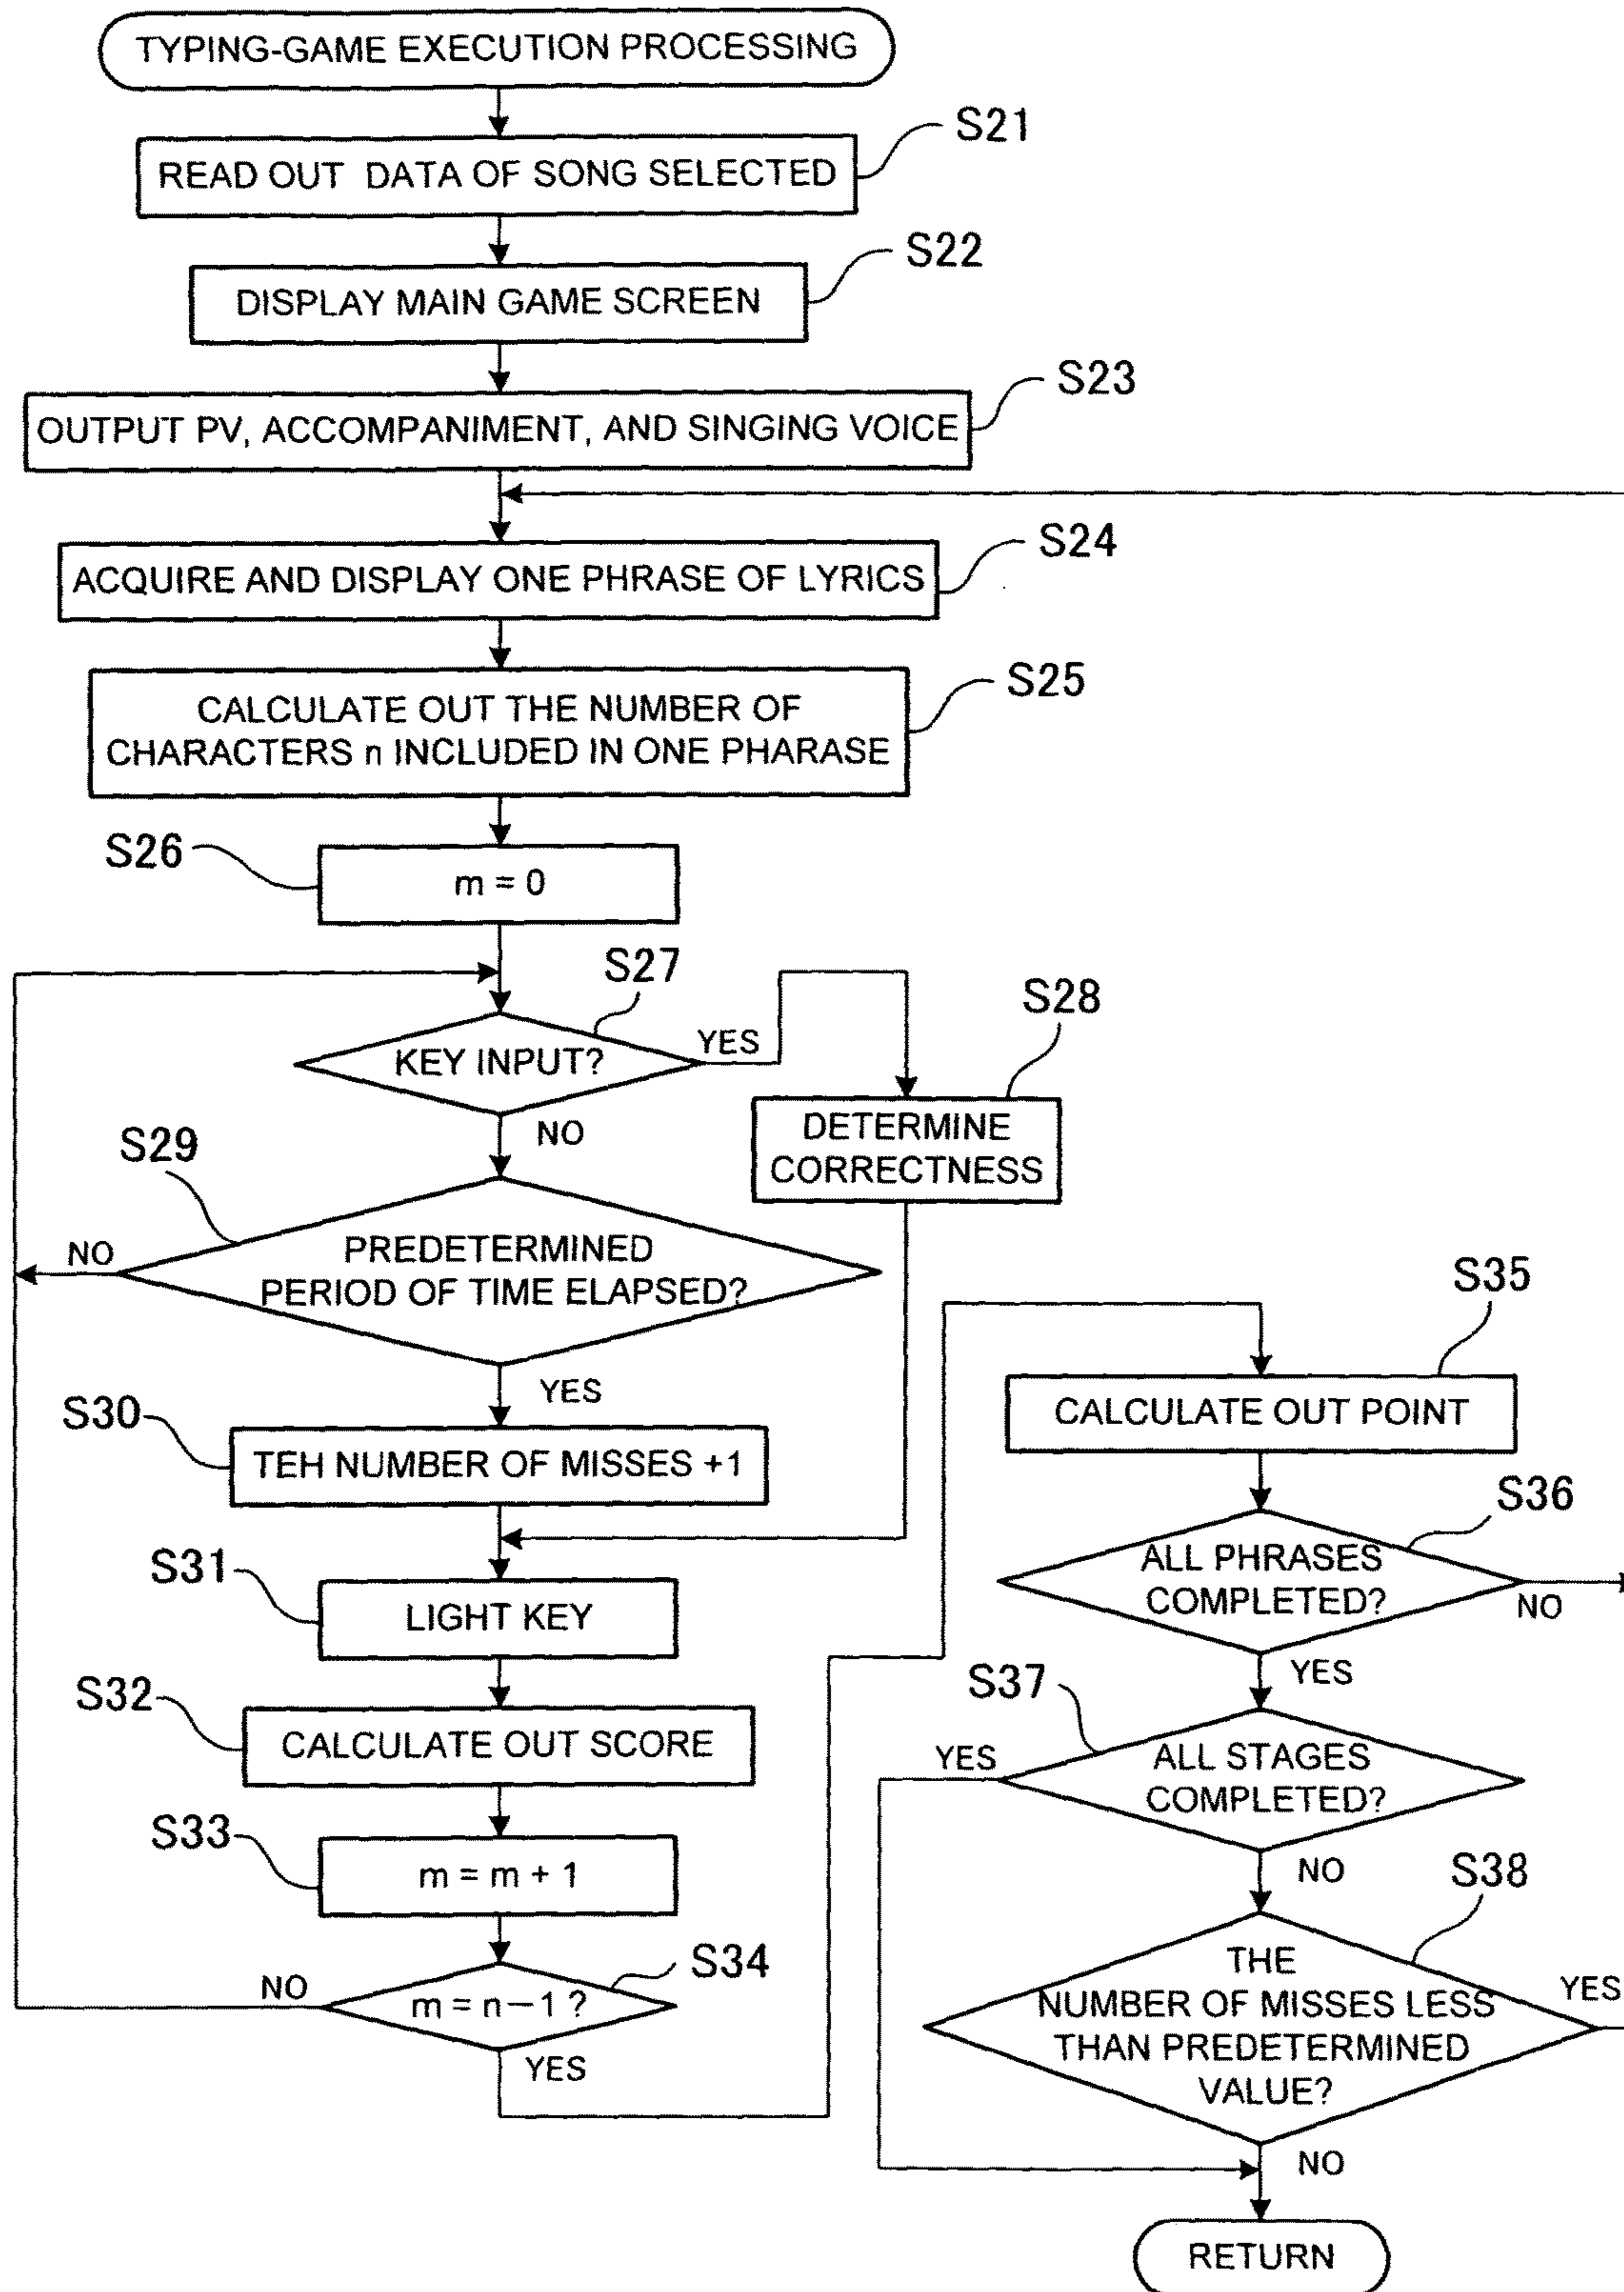 TYPING-GAME EXECUTION PROCESSING
S21
READ OUT DATA OF SONG SELECTED
S22
DISPLAY MAIN GAME SCREEN
S23
OUTPUT PV, ACCOMPANIMENT, AND SINGING VOICE
S24
ACQUIRE AND DISPLAY ONE PHRASE OF LYRICS
S25
CALCULATE OUT THE NUMBER OF
CHARACTERS n INCLUDED IN ONE PHARASE
S26
m = 0
S27
KEY INPUT?
YES
NO
S28
DETERMINE
CORRECTNESS
S29
PREDETERMINED
PERIOD OF TIME ELAPSED?
NO
YES
S30
TEH NUMBER OF MISSES +1
S31
LIGHT KEY
S32
CALCULATE OUT SCORE
S33
m = m + 1
S34
m = n−1 ?
NO
YES
S35
CALCULATE OUT POINT
S36
ALL PHRASES
COMPLETED?
NO
YES
S37
ALL STAGES
COMPLETED?
YES
NO
S38
THE
NUMBER OF MISSES LESS
THAN PREDETERMINED
VALUE?
YES
NO
RETURN